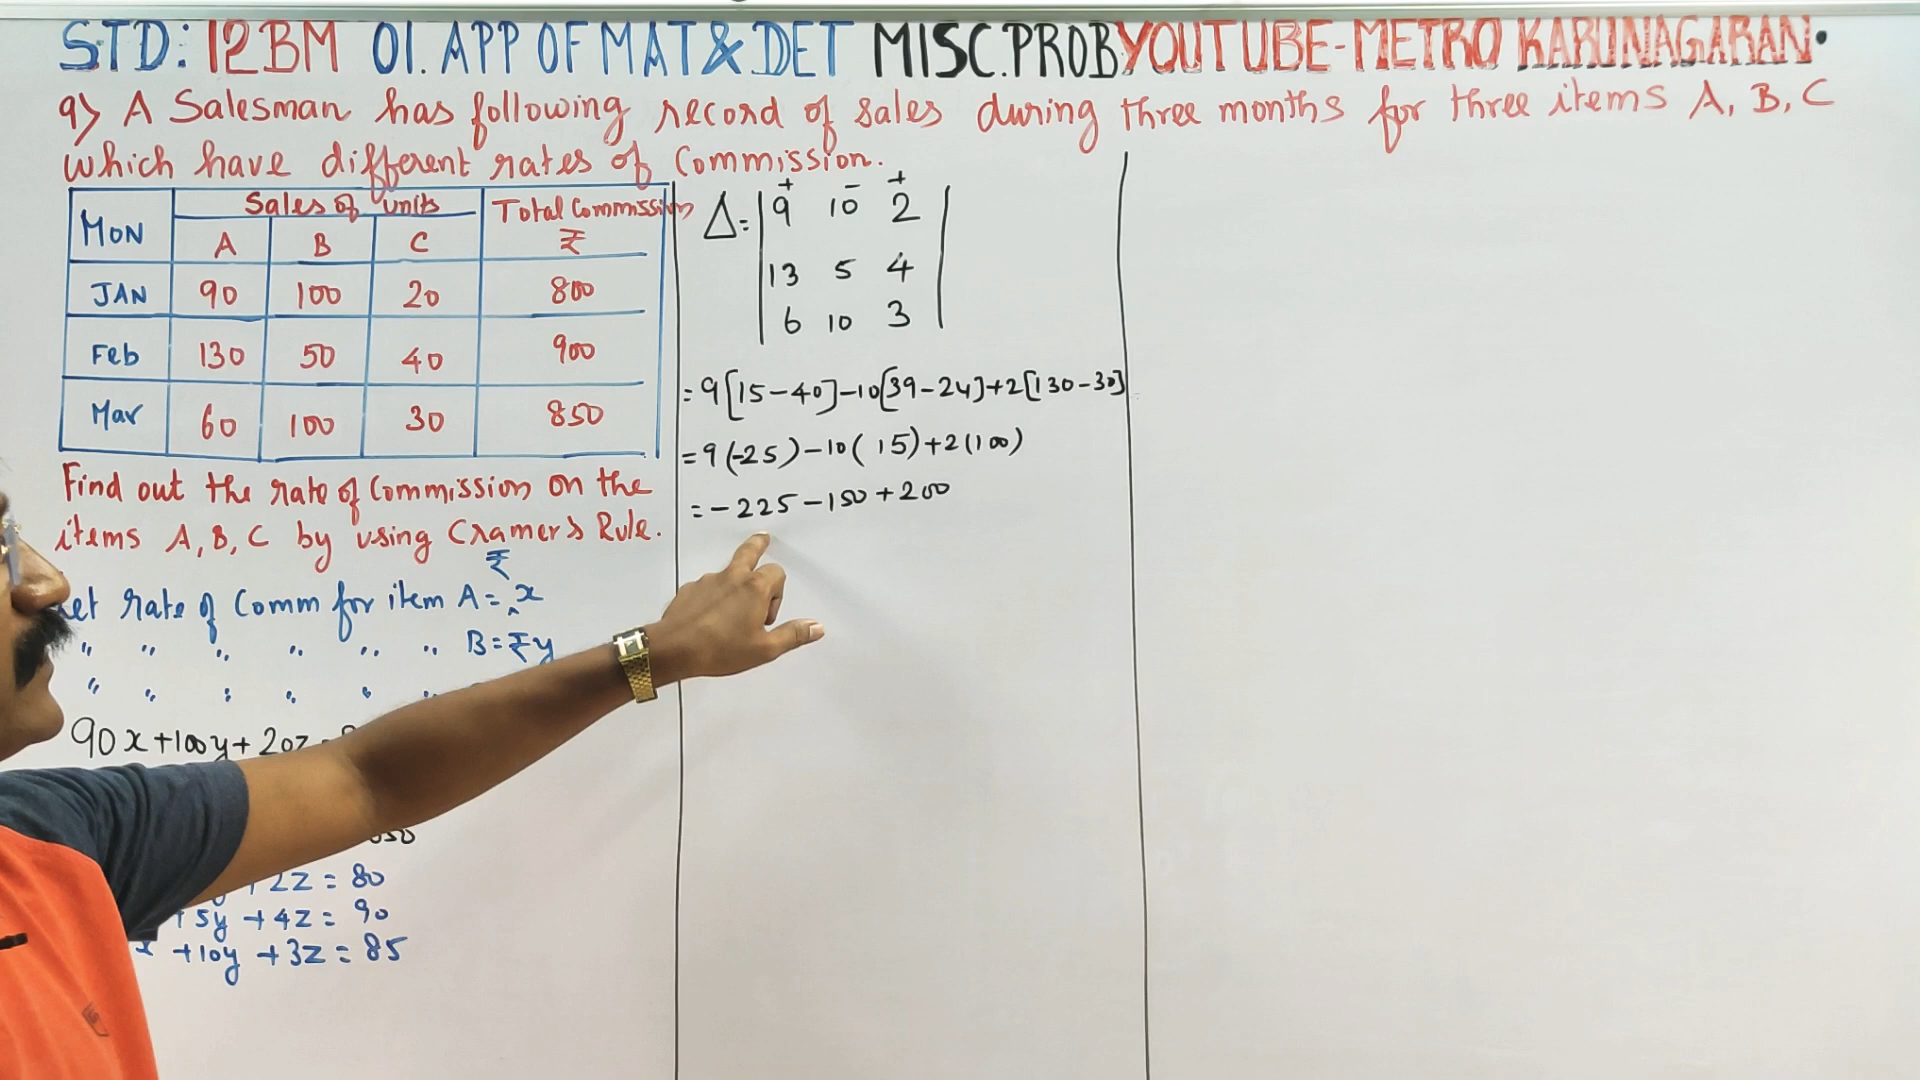 STD: 12BM 01. APP OF MAT & DET MISC.PROB YOUTUBE-METRO KARUNAGARAN.
9) A Salesman has following record of sales during three months for three items A, B, C
which have different rates of Commission.
MON Sales of units Total Commission ₹
A B C
JAN 90 100 20 800
Feb 130 50 40 900
Mar 60 100 30 850
Find out the rate of Commission on the
items A, B, C by using Cramer's Rule.
Let rate of Comm for item A = ₹ x
" " " " " " B = ₹ y
" " " " " "
90x + 100y + 20z
850
+ 2z = 80
+ 5y + 4z = 90
x + 10y + 3z = 85
+ - +
Δ = | 9 10 2 |
| 13 5 4 |
| 6 10 3 |
= 9[15-40]-10[39-24]+2[130-30]
= 9(-25)-10(15)+2(100)
= -225-150+200